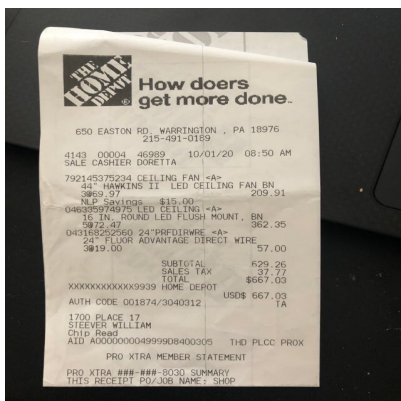 THE
HOME
DEPOT
How doers
get more done.
650 EASTON RD. WARRINGTON , PA 18976
215-491-0189
4143 00004 46989 10/01/20 08:50 AM
SALE CASHIER DORETTA
792145375234 CEILING FAN <A>
44" HAWKINS II LED CEILING FAN BN
3@69.97 209.91
NLP Savings $15.00
046335974975 LED CEILING <A>
16 IN. ROUND LED FLUSH MOUNT, BN
5@72.47 362.35
043168252560 24"PRFDIRWRE <A>
24" FLUOR ADVANTAGE DIRECT WIRE
3@19.00 57.00
SUBTOTAL 629.26
SALES TAX 37.77
TOTAL $667.03
XXXXXXXXXXXX9939 HOME DEPOT
USD$ 667.03
AUTH CODE 001874/3040312 TA
1700 PLACE 17
STEEVER WILLIAM
Chip Read
AID A000000004999908400305 THD PLCC PROX
PRO XTRA MEMBER STATEMENT
PRO XTRA ###-###-8030 SUMMARY
THIS RECEIPT PO/JOB NAME: SHOP